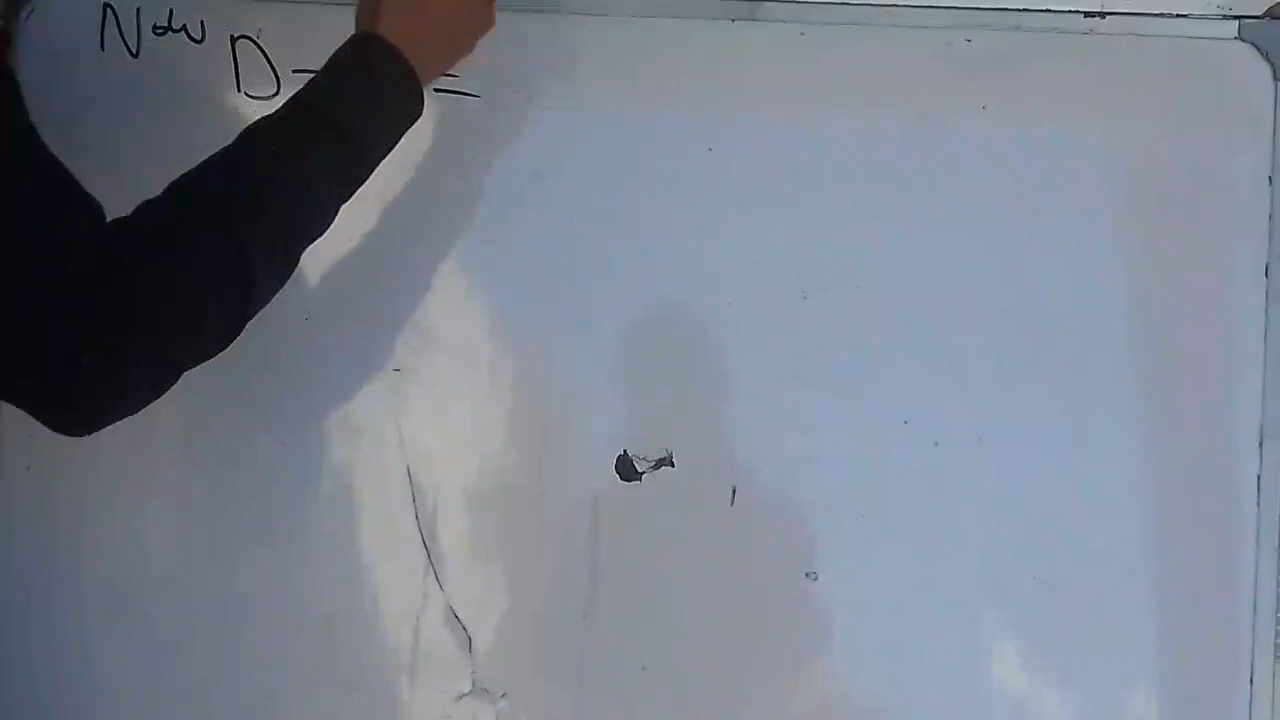 Now
D- =